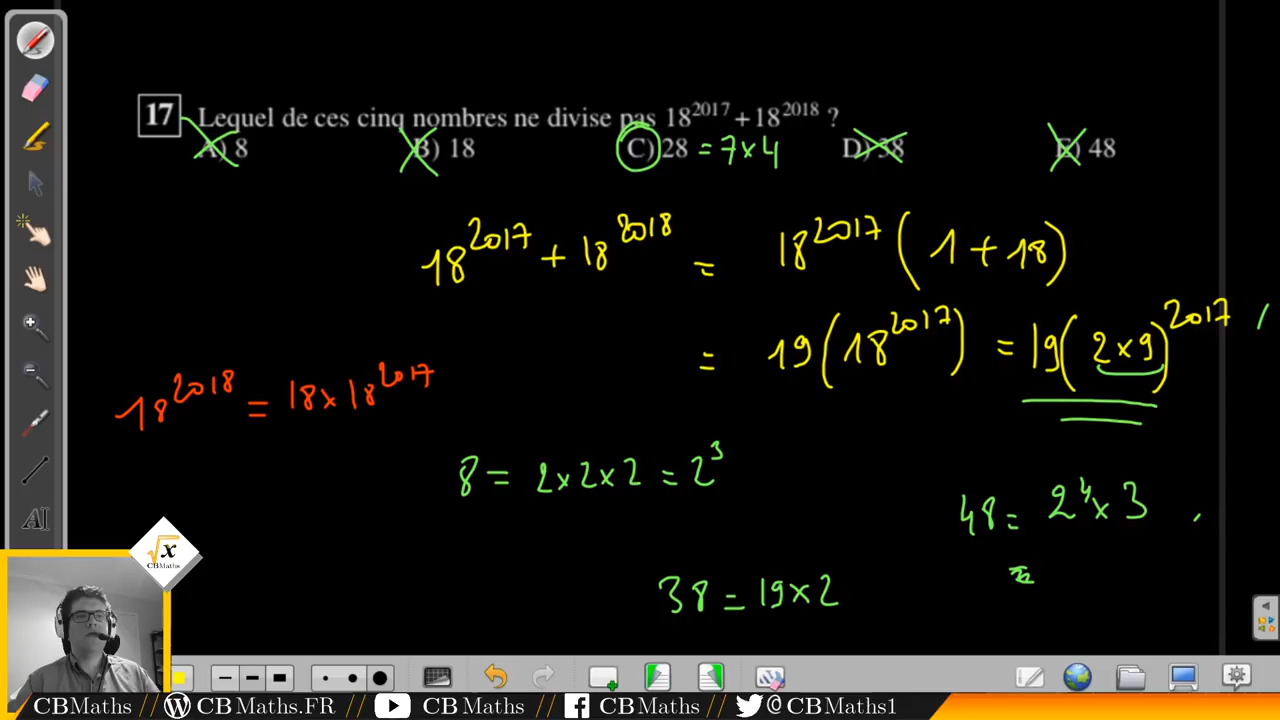 17 Lequel de ces cinq nombres ne divise pas 18^2017 + 18^2018 ?
A) 8 B) 18 C) 28 = 7 x 4 D) 38 E) 48
18^2017 + 18^2018 = 18^2017 ( 1 + 18 )
= 19 ( 18^2017 ) = 19 ( 2 x 9 )^2017
18^2018 = 18 x 18^2017
8 = 2 x 2 x 2 = 2^3
48 = 2^4 x 3
38 = 19 x 2
√x
CBMaths
AI
CBMaths CBMaths.FR CBMaths CBMaths @CBMaths1